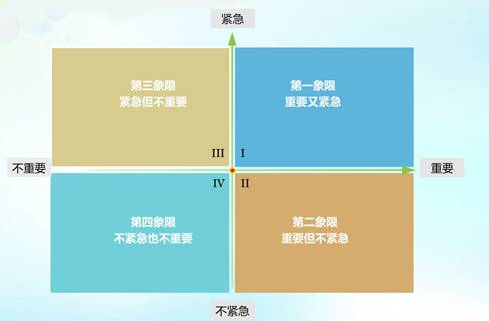 紧急
第三象限
紧急但不重要
第一象限
重要又紧急
III
I
不重要
重要
IV
II
第四象限
不紧急也不重要
第二象限
重要但不紧急
不紧急